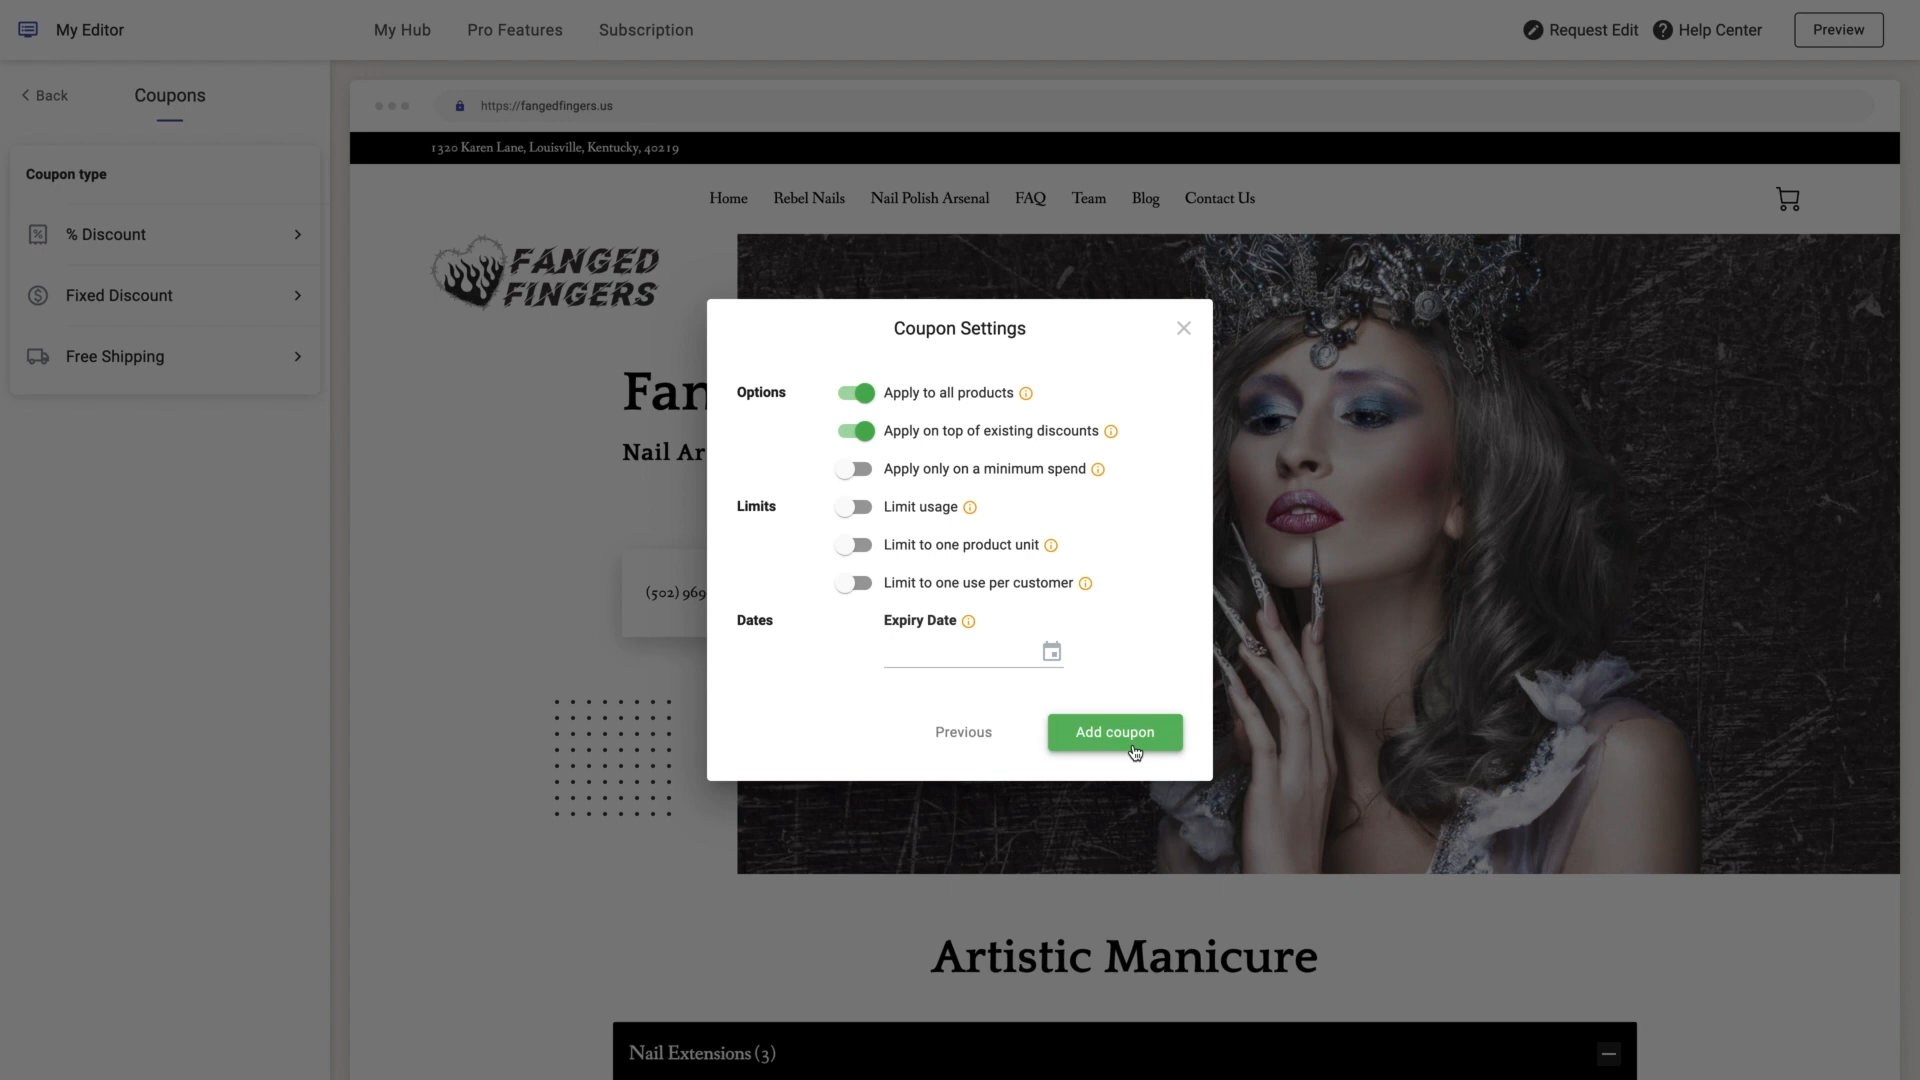 My Editor
My Hub
Pro Features
Subscription
Request Edit
Help Center
Preview
Back
Coupons
Coupon type
% Discount
Fixed Discount
Free Shipping
https://fangedfingers.us
1320 Karen Lane, Louisville, Kentucky, 40219
Home
Rebel Nails
Nail Polish Arsenal
FAQ
Team
Blog
Contact Us
FANGED
FINGERS
Fan
Nail Ar
(502) 969
Coupon Settings
Options
Apply to all products
Apply on top of existing discounts
Apply only on a minimum spend
Limits
Limit usage
Limit to one product unit
Limit to one use per customer
Dates
Expiry Date
Previous
Add coupon
Artistic Manicure
Nail Extensions (3)